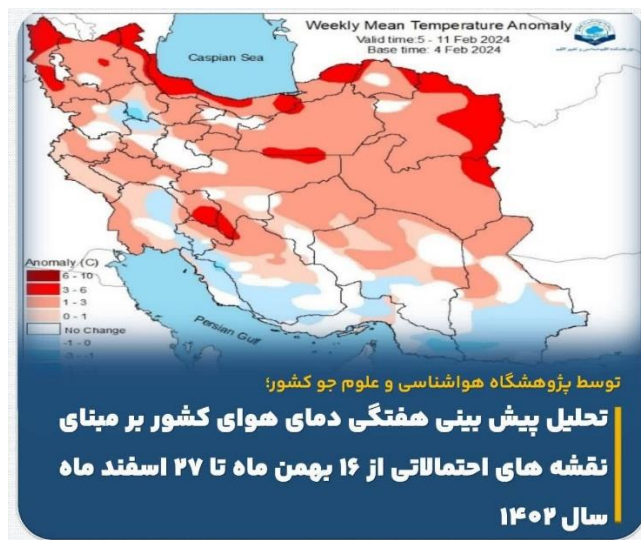 Weekly Mean Temperature Anomaly
Valid time:5 - 11 Feb 2024
Base time: 4 Feb 2024
Caspian Sea
Anomaly (C)
6 - 10
3 - 6
1 - 3
0 - 1
No Change
-1 - 0
Persian Gulf
توسط پژوهشگاه هواشناسی و علوم جو کشور؛
تحلیل پیش بینی هفتگی دمای هوای کشور بر مبنای
نقشه های احتمالاتی از ۱۶ بهمن ماه تا ۲۷ اسفند ماه
سال ۱۴۰۲